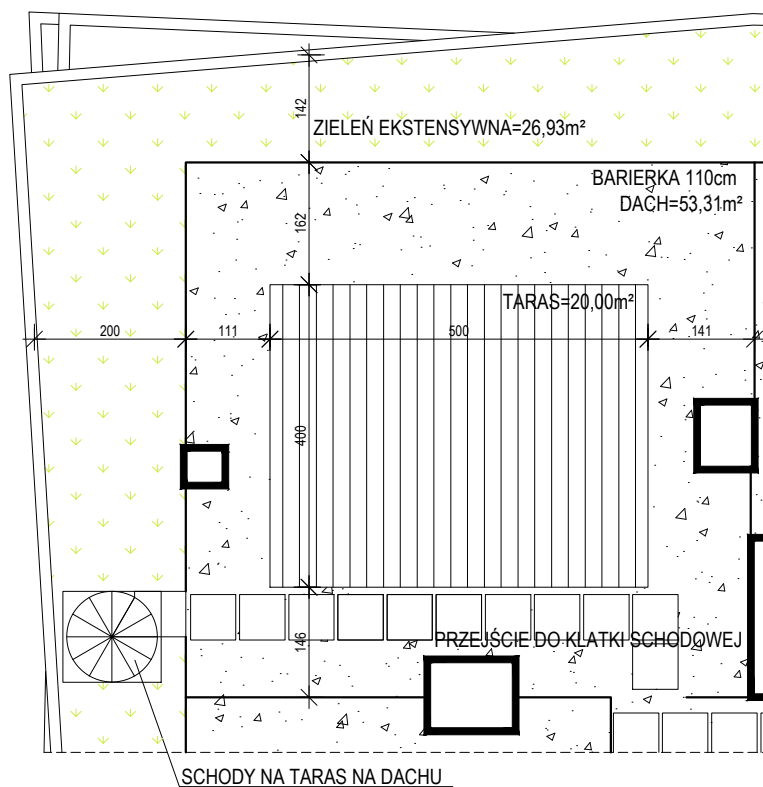 142
ZIELEŃ EKSTENSYWNA=26,93m²
BARIERKA 110cm
DACH=53,31m²
162
TARAS=20,00m²
200
111
500
141
400
146
PRZEJŚCIE DO KLATKI SCHODOWEJ
SCHODY NA TARAS NA DACHU